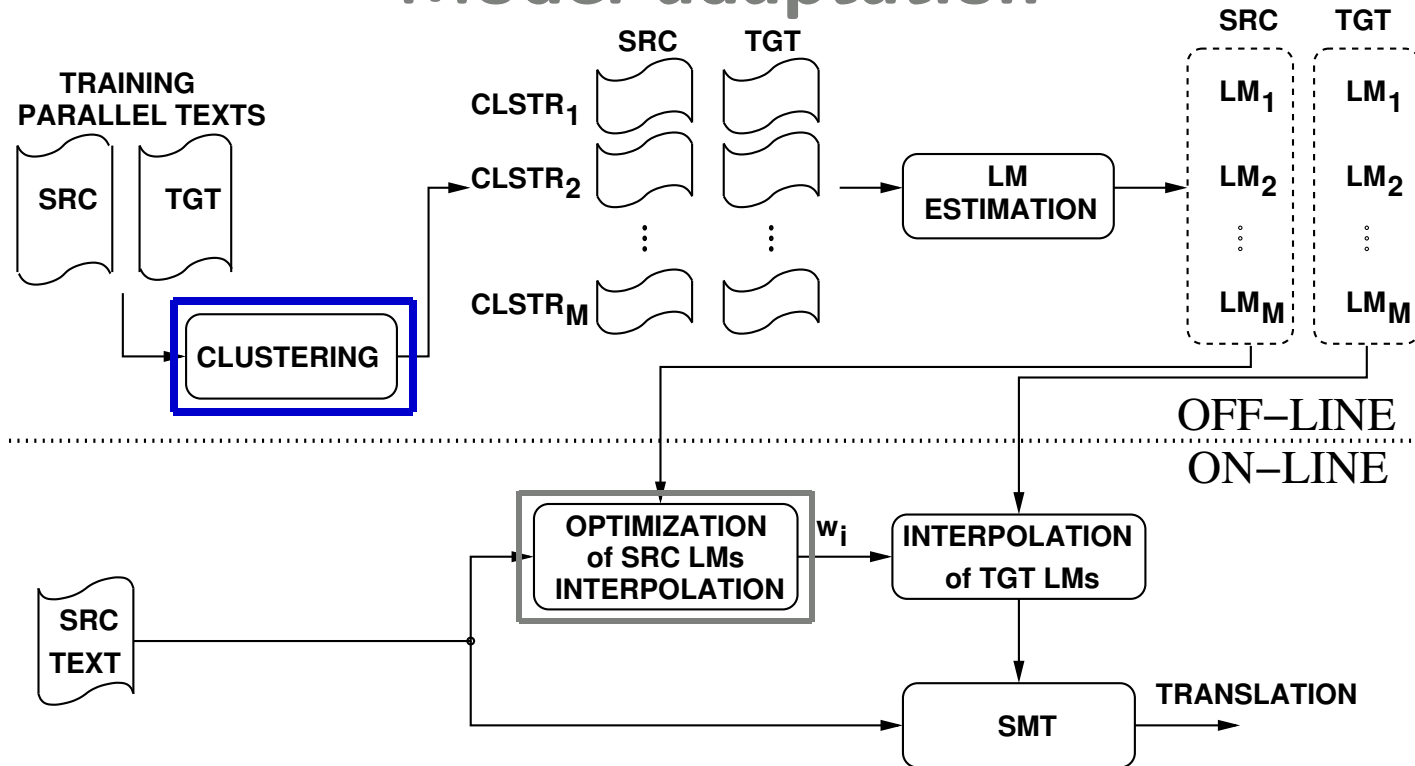 Model adaptation
SRC TGT
TRAINING
PARALLEL TEXTS
SRC TGT
CLUSTERING
SRC TGT
CLSTR1
CLSTR2
CLSTRM
LM
ESTIMATION
LM1 LM1
LM2 LM2
LMM LMM
OFF–LINE
ON–LINE
SRC
TEXT
OPTIMIZATION
of SRC LMs
INTERPOLATION
wi
INTERPOLATION
of TGT LMs
SMT
TRANSLATION